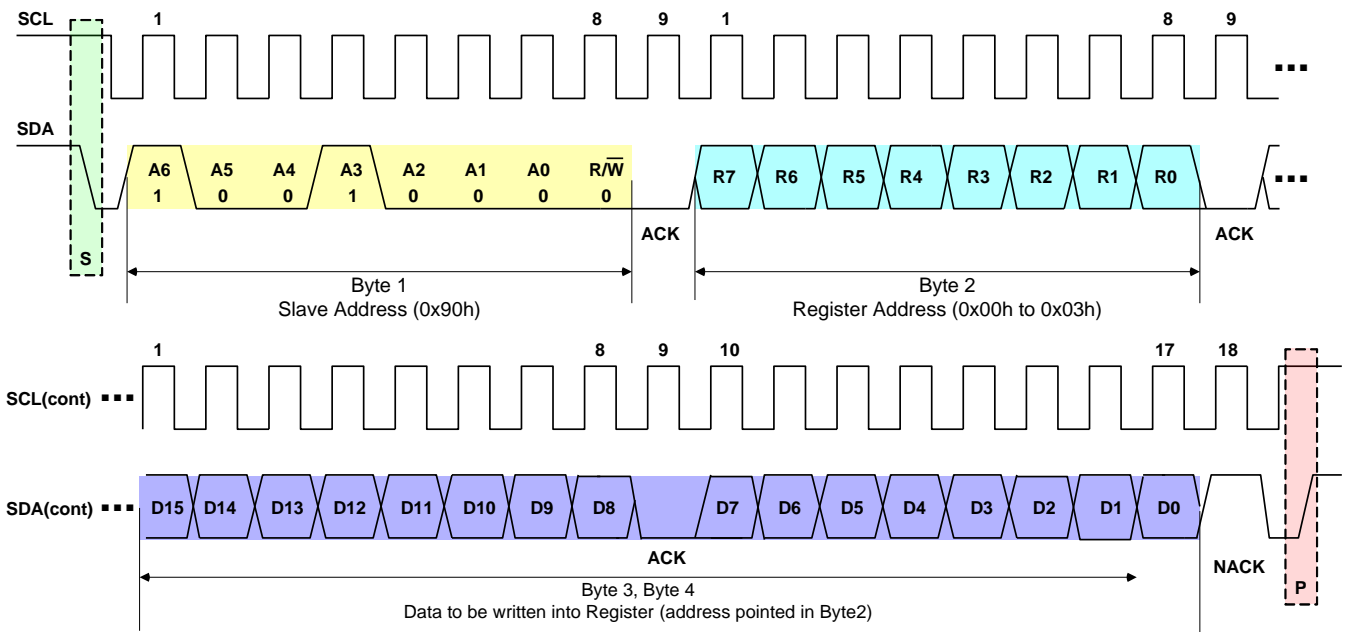 SCL 1 8 9 1 8 9 ...
SDA
A6 A5 A4 A3 A2 A1 A0 R/W̅ R7 R6 R5 R4 R3 R2 R1 R0 ...
1 0 0 1 0 0 0 0
ACK ACK
S
Byte 1 Byte 2
Slave Address (0x90h) Register Address (0x00h to 0x03h)
1 8 9 10 17 18
SCL(cont) ...
SDA(cont) ... D15 D14 D13 D12 D11 D10 D9 D8 D7 D6 D5 D4 D3 D2 D1 D0
ACK NACK
Byte 3, Byte 4 P
Data to be written into Register (address pointed in Byte2)